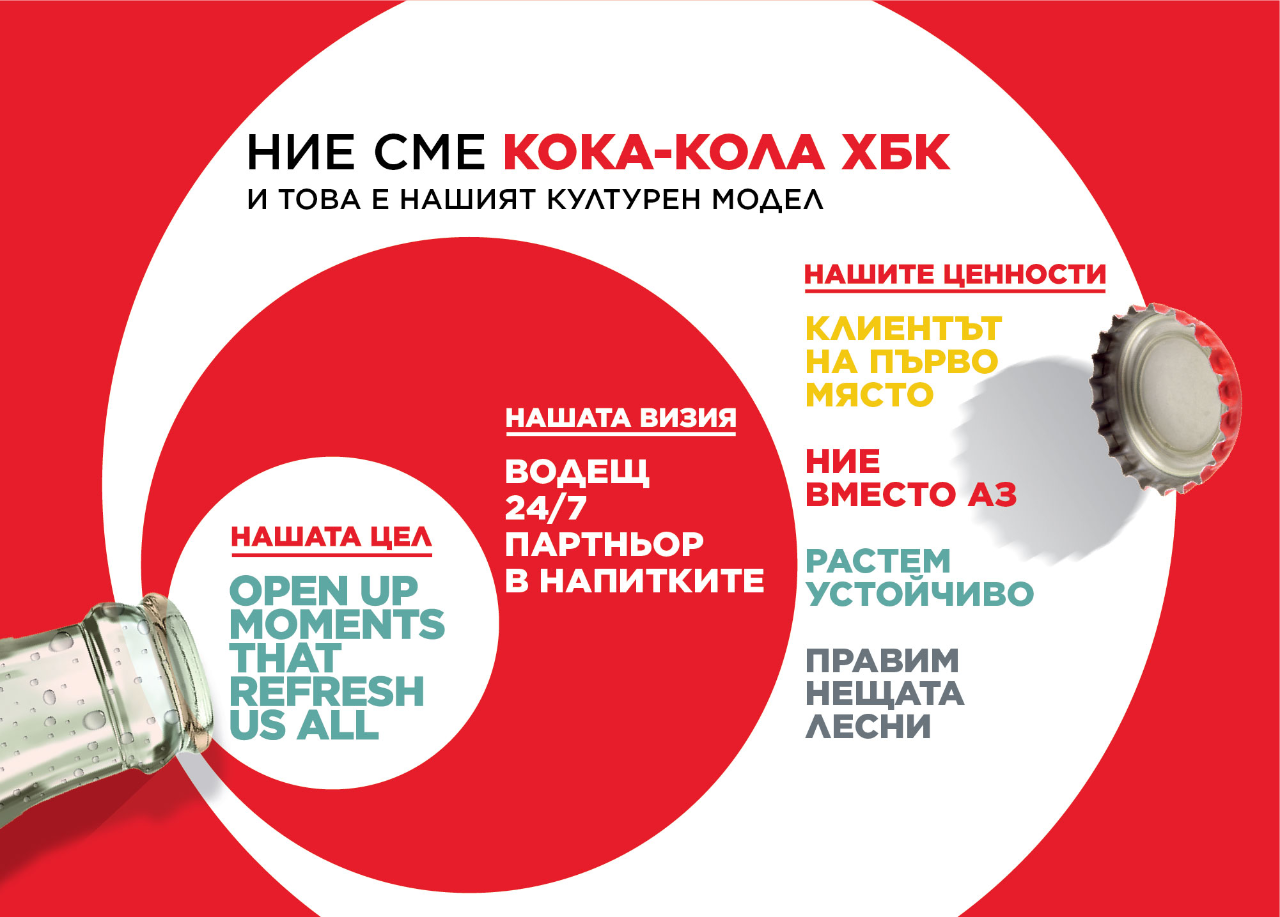 НИЕ СМЕ КОКА-КОЛА ХБК
И ТОВА Е НАШИЯТ КУЛТУРЕН МОДЕЛ
НАШАТА ЦЕЛ
OPEN UP
MOMENTS
THAT
REFRESH
US ALL
НАШАТА ВИЗИЯ
ВОДЕЩ
24/7
ПАРТНЬОР
В НАПИТКИТЕ
НАШИТЕ ЦЕННОСТИ
КЛИЕНТЪТ
НА ПЪРВО
МЯСТО
НИЕ
ВМЕСТО АЗ
РАСТЕМ
УСТОЙЧИВО
ПРАВИМ
НЕЩАТА
ЛЕСНИ